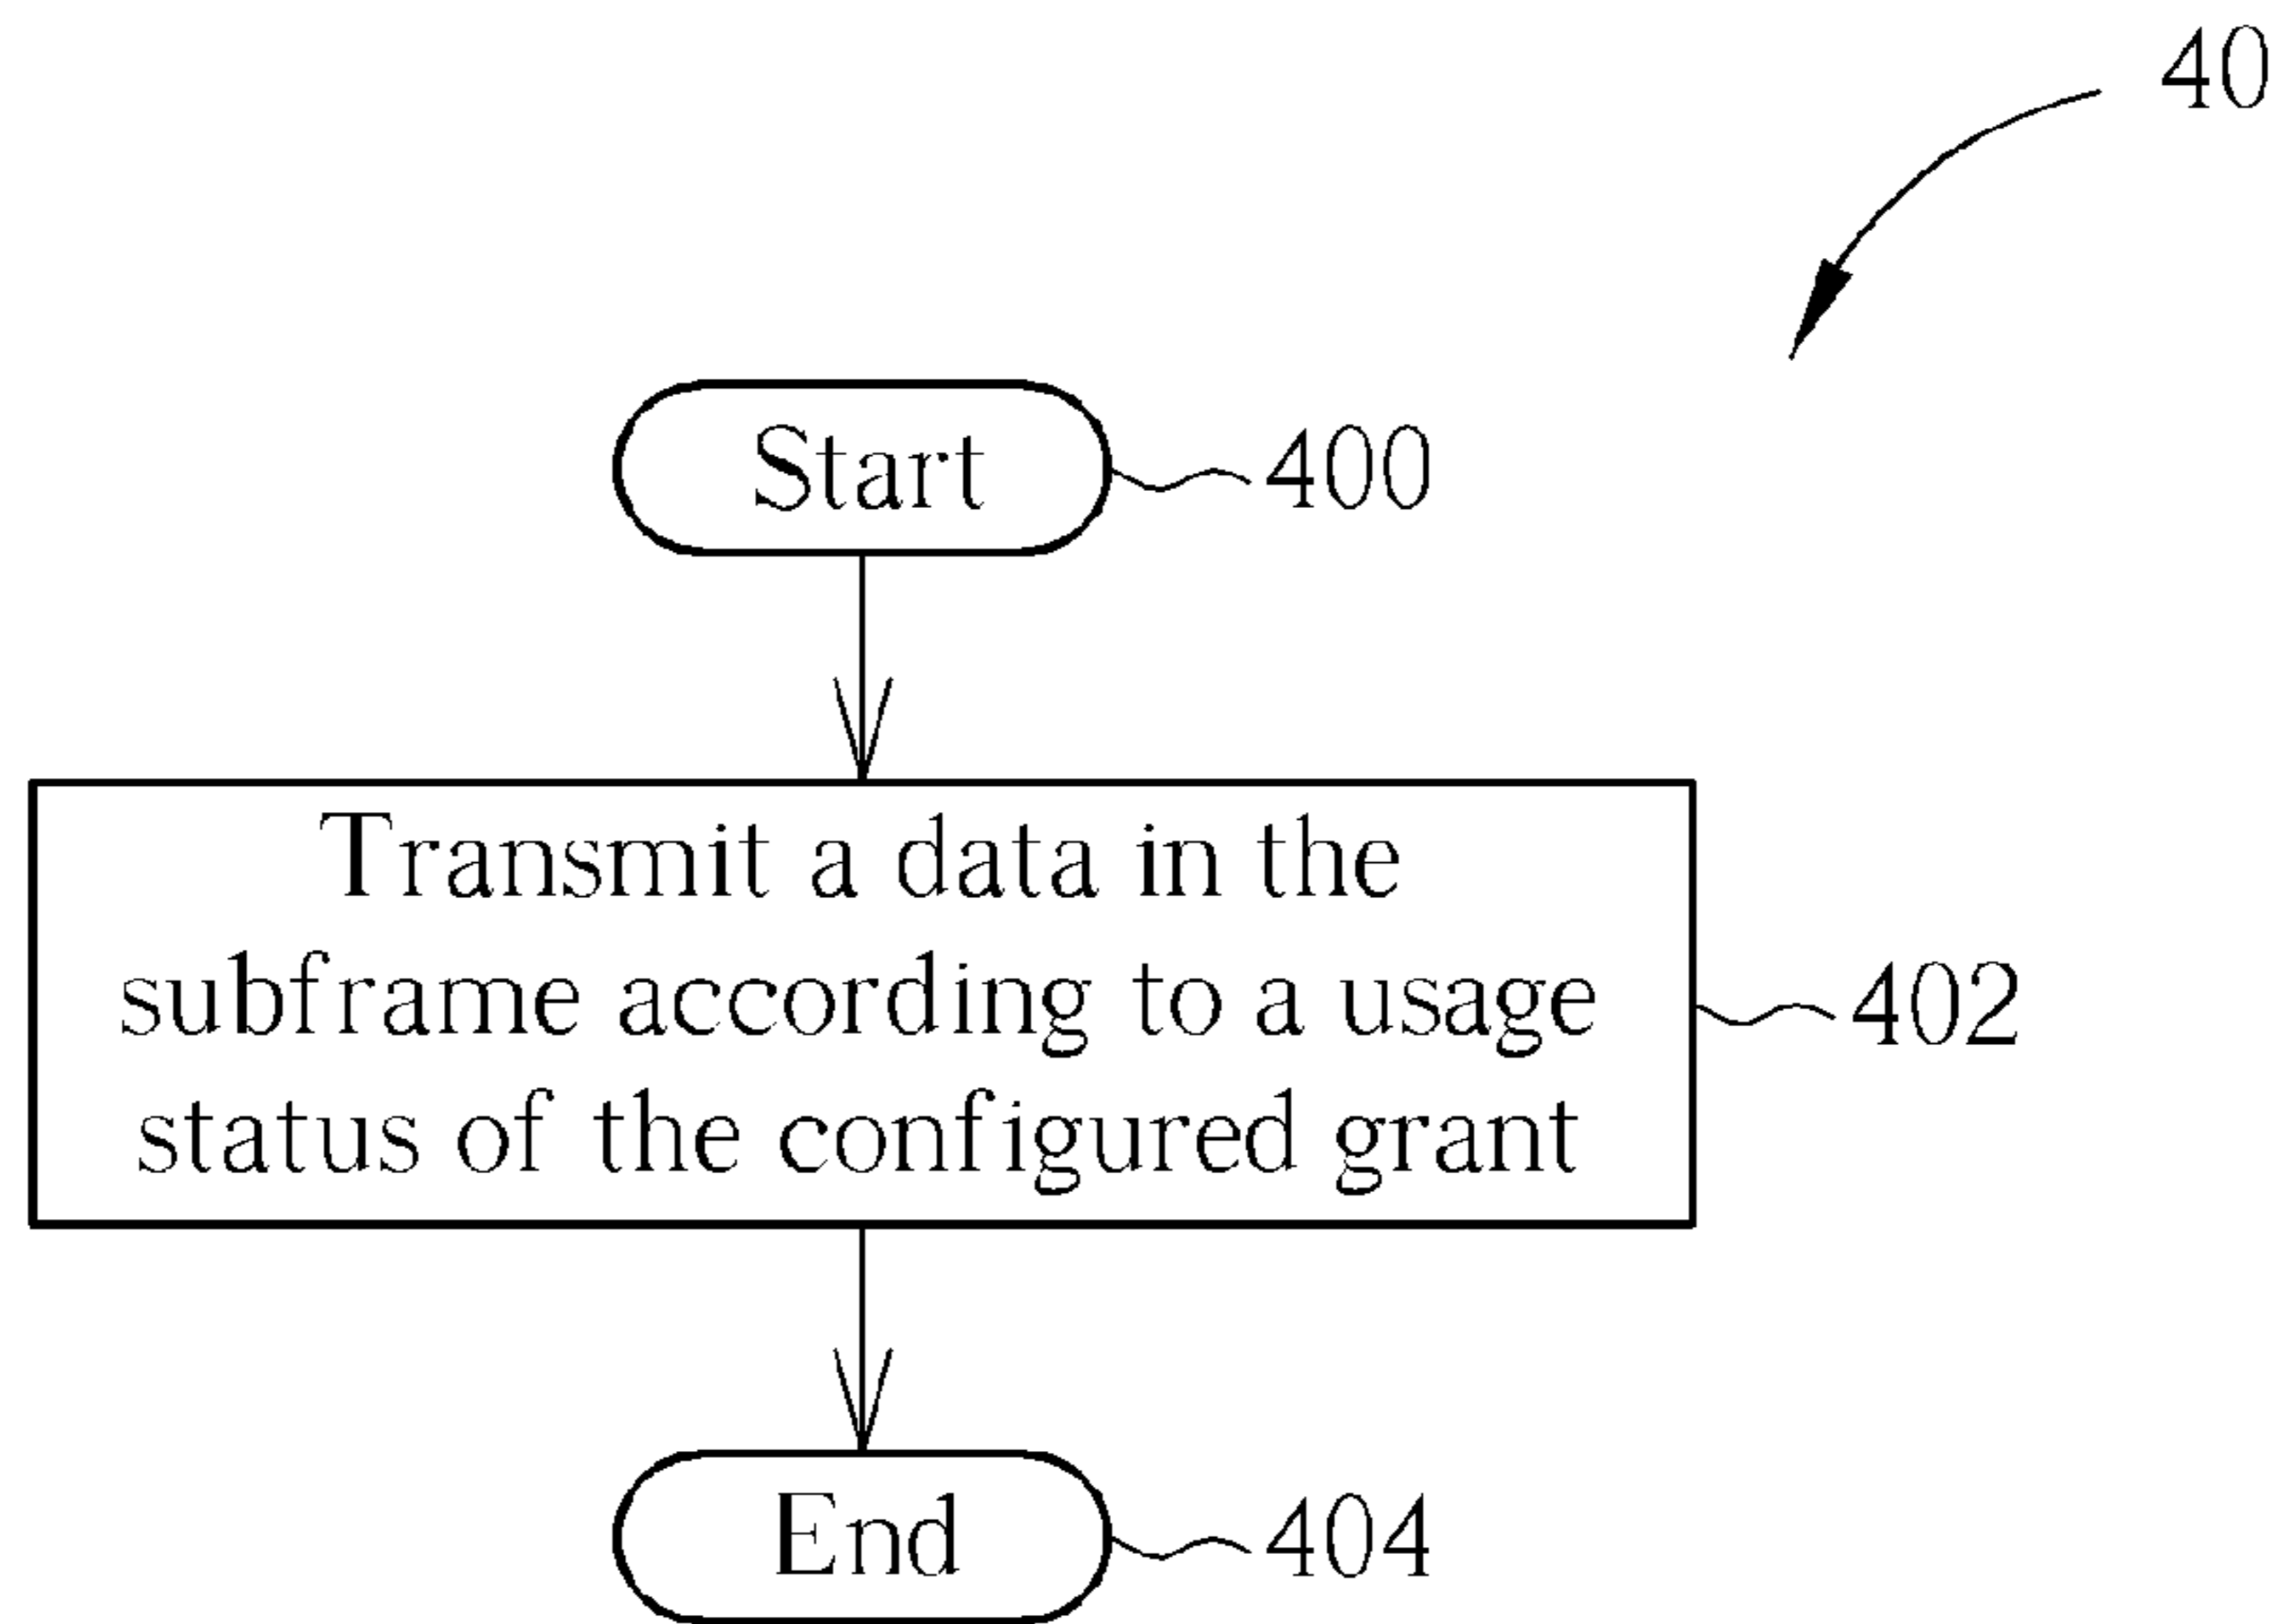 40
Start
400
Transmit a data in the
subframe according to a usage
status of the configured grant
402
End
404